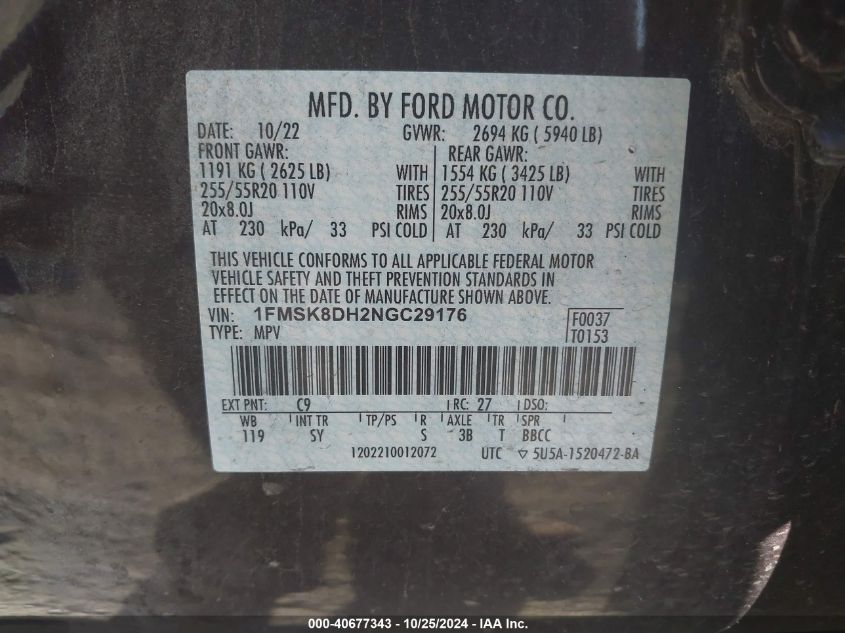 MFD. BY FORD MOTOR CO.
DATE: 10/22 GVWR: 2694 KG ( 5940 LB)
FRONT GAWR: REAR GAWR:
1191 KG ( 2625 LB) WITH 1554 KG ( 3425 LB) WITH
255/55R20 110V TIRES 255/55R20 110V TIRES
20x8.0J RIMS 20x8.0J RIMS
AT 230 kPa/ 33 PSI COLD AT 230 kPa/ 33 PSI COLD
THIS VEHICLE CONFORMS TO ALL APPLICABLE FEDERAL MOTOR
VEHICLE SAFETY AND THEFT PREVENTION STANDARDS IN
EFFECT ON THE DATE OF MANUFACTURE SHOWN ABOVE.
VIN: 1FMSK8DH2NGC29176 F0037
TYPE: MPV T0153
EXT PNT: C9 RC: 27 DSO:
WB INT TR TP/PS R AXLE TR SPR
119 SY S 3B T BBCC
1202210012072 UTC ▽ 5U5A-1520472-BA
000-40677343 - 10/25/2024 - IAA Inc.